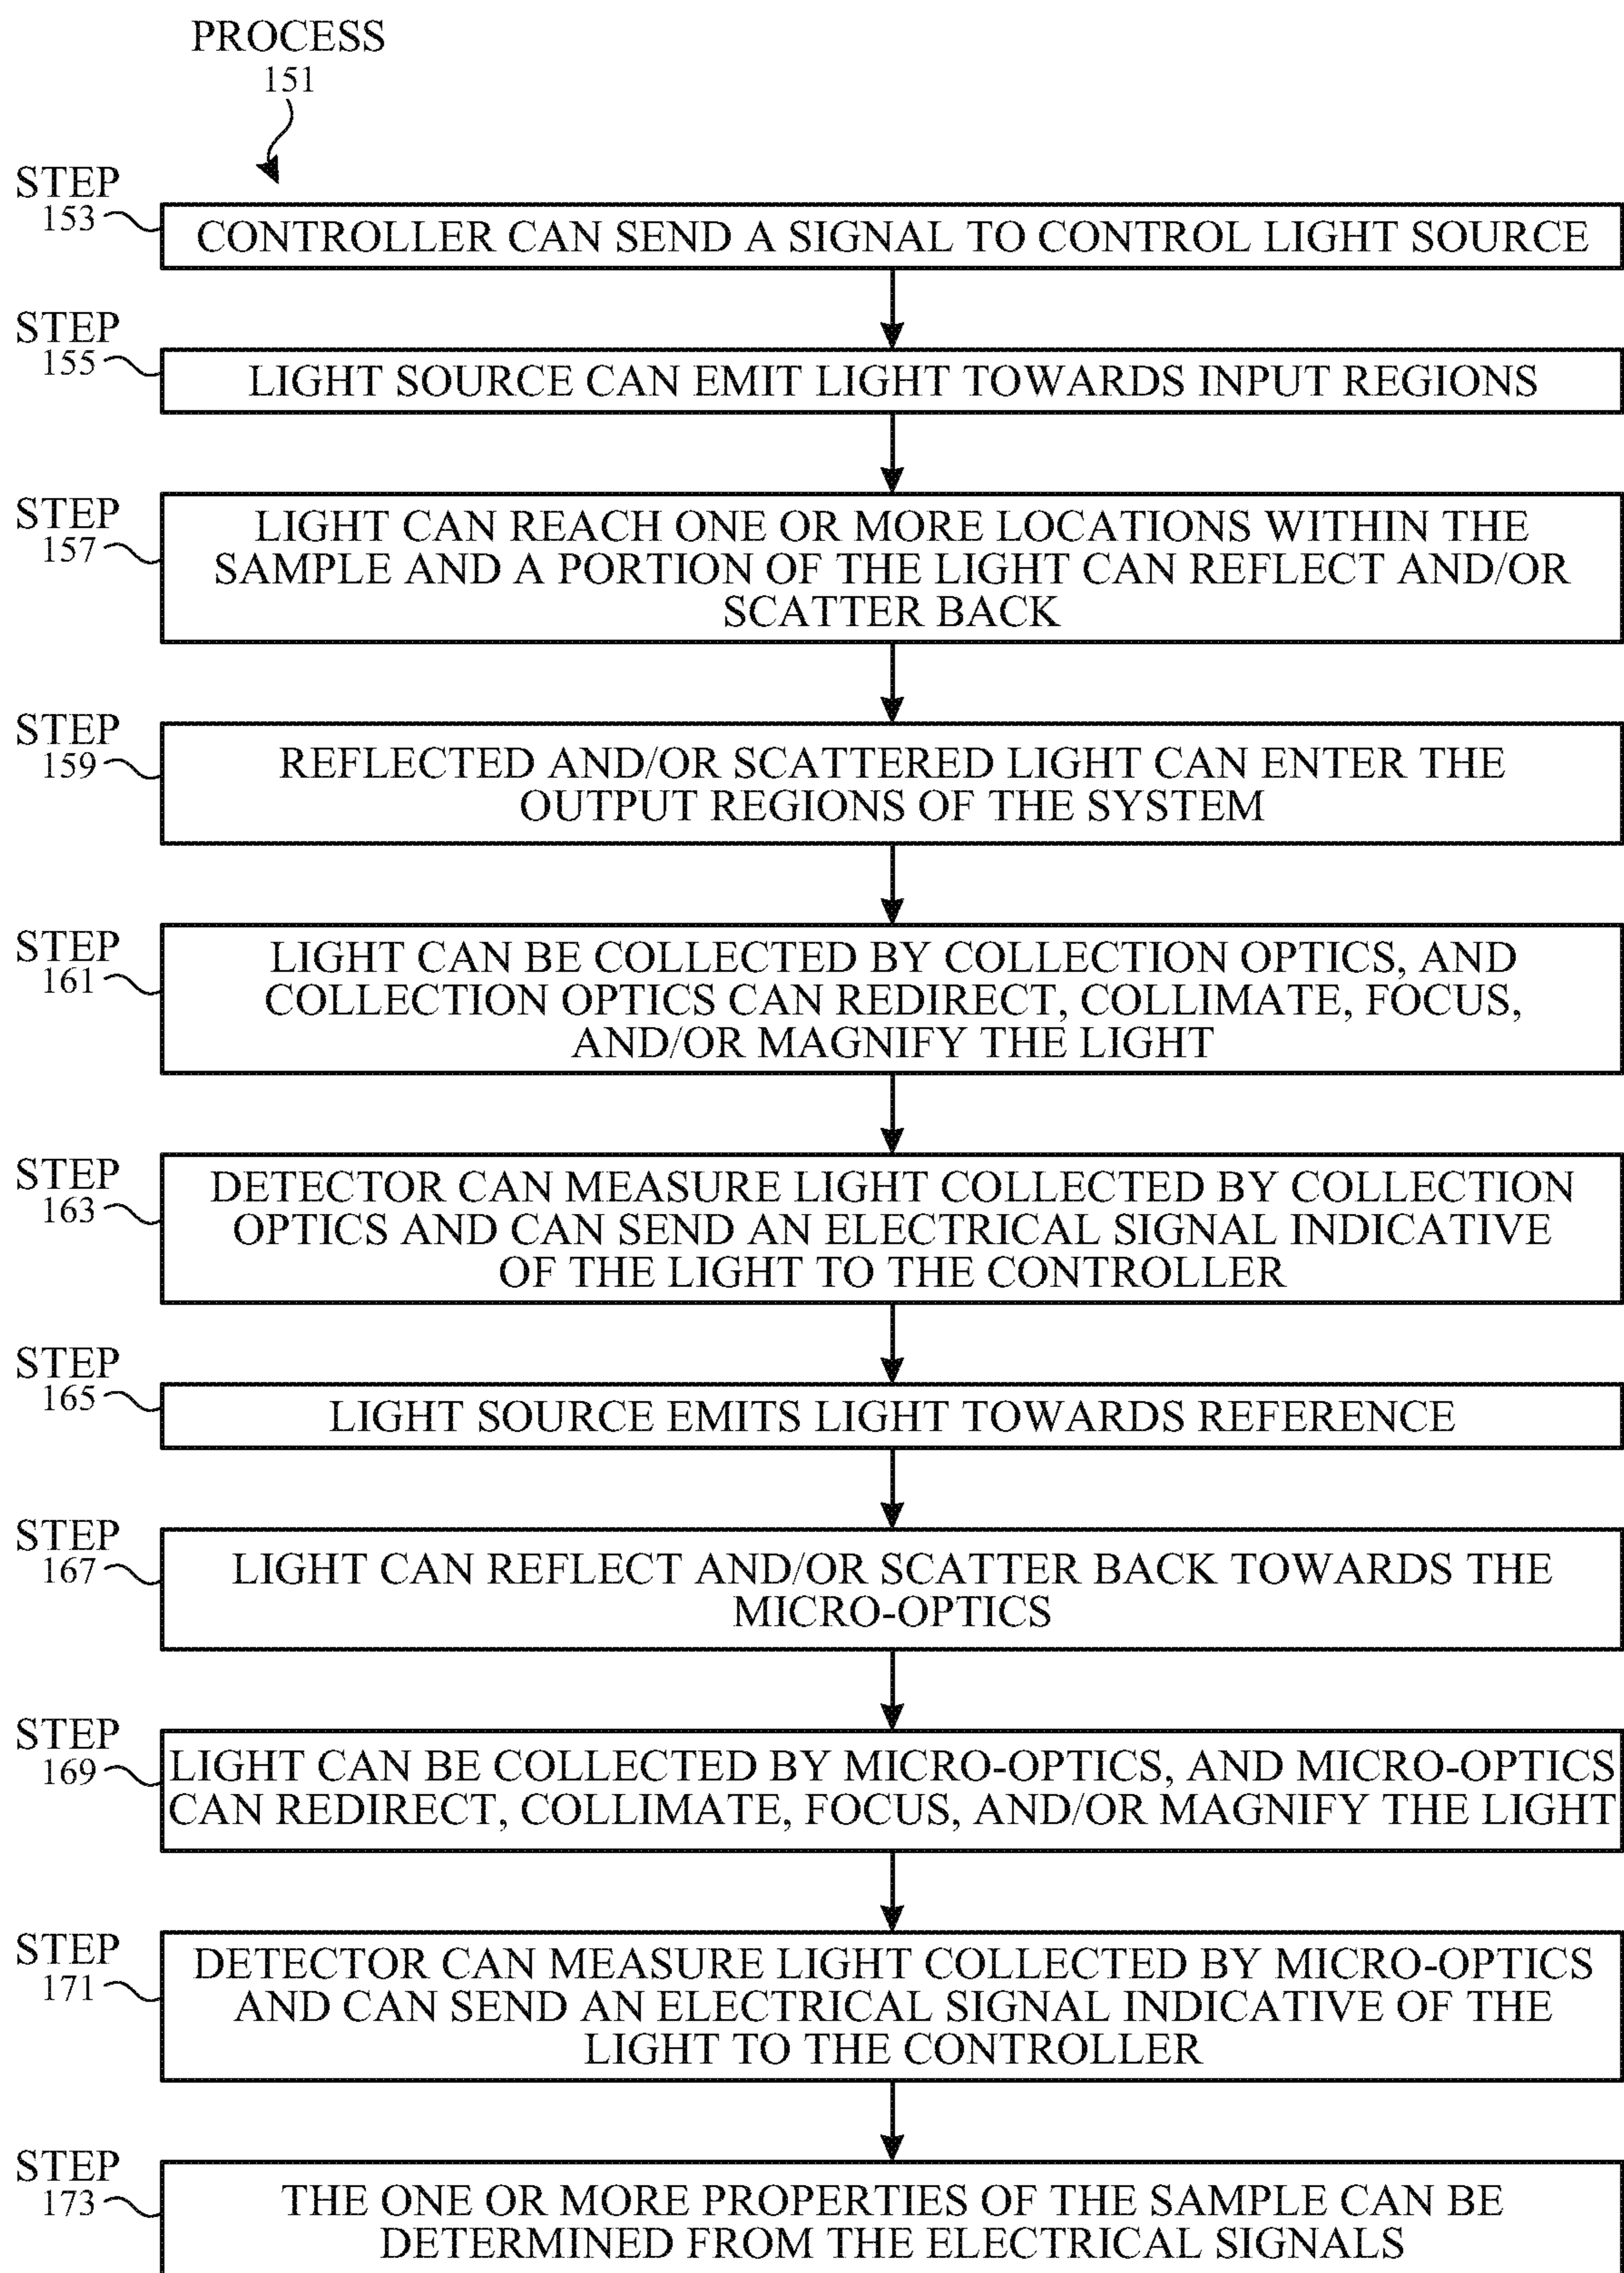 PROCESS
151
STEP
153
CONTROLLER CAN SEND A SIGNAL TO CONTROL LIGHT SOURCE
STEP
155
LIGHT SOURCE CAN EMIT LIGHT TOWARDS INPUT REGIONS
STEP
157
LIGHT CAN REACH ONE OR MORE LOCATIONS WITHIN THE
SAMPLE AND A PORTION OF THE LIGHT CAN REFLECT AND/OR
SCATTER BACK
STEP
159
REFLECTED AND/OR SCATTERED LIGHT CAN ENTER THE
OUTPUT REGIONS OF THE SYSTEM
STEP
161
LIGHT CAN BE COLLECTED BY COLLECTION OPTICS, AND
COLLECTION OPTICS CAN REDIRECT, COLLIMATE, FOCUS,
AND/OR MAGNIFY THE LIGHT
STEP
163
DETECTOR CAN MEASURE LIGHT COLLECTED BY COLLECTION
OPTICS AND CAN SEND AN ELECTRICAL SIGNAL INDICATIVE
OF THE LIGHT TO THE CONTROLLER
STEP
165
LIGHT SOURCE EMITS LIGHT TOWARDS REFERENCE
STEP
167
LIGHT CAN REFLECT AND/OR SCATTER BACK TOWARDS THE
MICRO-OPTICS
STEP
169
LIGHT CAN BE COLLECTED BY MICRO-OPTICS, AND MICRO-OPTICS
CAN REDIRECT, COLLIMATE, FOCUS, AND/OR MAGNIFY THE LIGHT
STEP
171
DETECTOR CAN MEASURE LIGHT COLLECTED BY MICRO-OPTICS
AND CAN SEND AN ELECTRICAL SIGNAL INDICATIVE OF THE
LIGHT TO THE CONTROLLER
STEP
173
THE ONE OR MORE PROPERTIES OF THE SAMPLE CAN BE
DETERMINED FROM THE ELECTRICAL SIGNALS